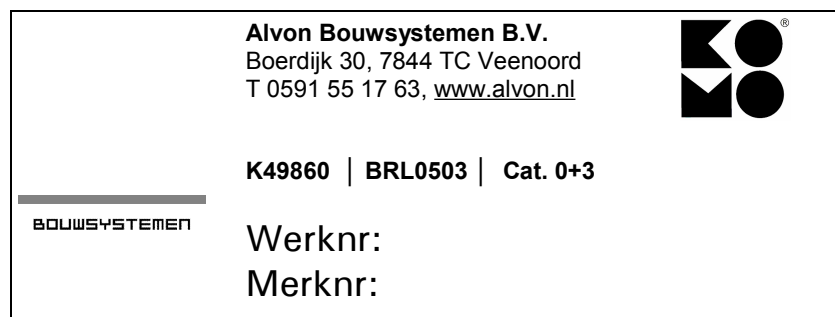 Alvon Bouwsystemen B.V.
Boerdijk 30, 7844 TC Veenoord
T 0591 55 17 63, www.alvon.nl
KOMO®
K49860 | BRL0503 | Cat. 0+3
BOUWSYSTEMEN
Werknr:
Merknr: